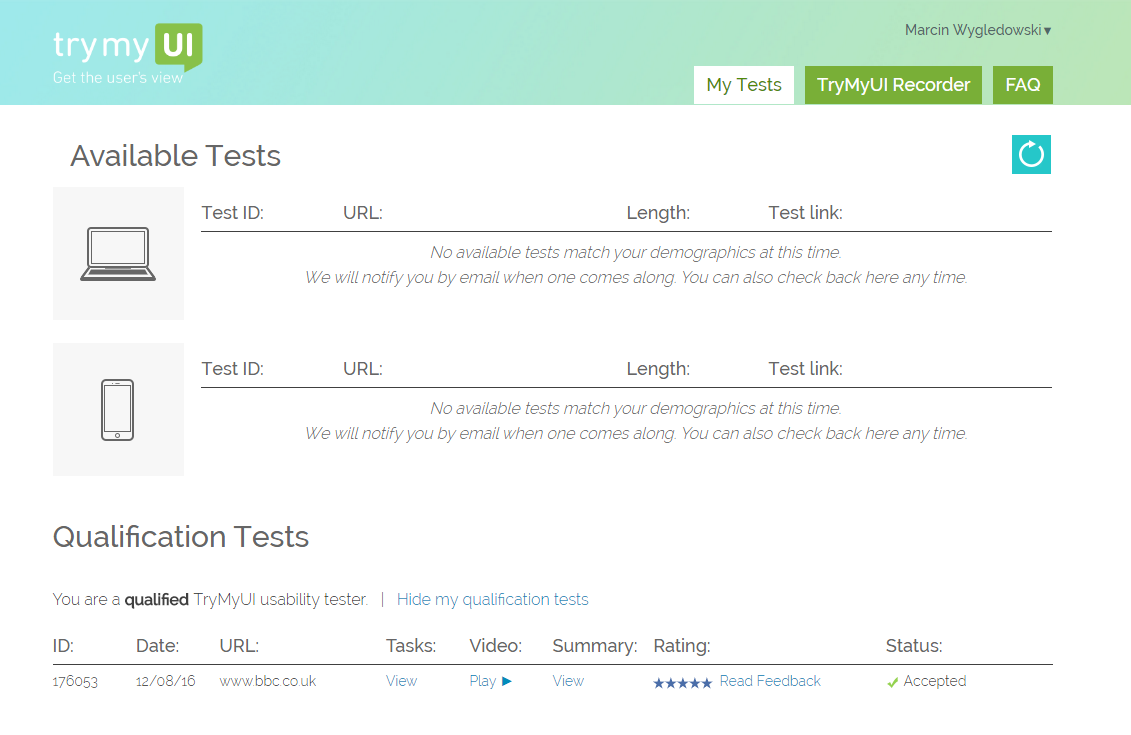 try my UI
Get the user's view
Marcin Wygledowski▾
My Tests TryMyUI Recorder FAQ
Available Tests
Test ID: URL: Length: Test link:
No available tests match your demographics at this time.
We will notify you by email when one comes along. You can also check back here any time.
Test ID: URL: Length: Test link:
No available tests match your demographics at this time.
We will notify you by email when one comes along. You can also check back here any time.
Qualification Tests
You are a qualified TryMyUI usability tester. | Hide my qualification tests
ID: Date: URL: Tasks: Video: Summary: Rating: Status:
176053 12/08/16 www.bbc.co.uk View Play ► View ★★★★★ Read Feedback ✓ Accepted